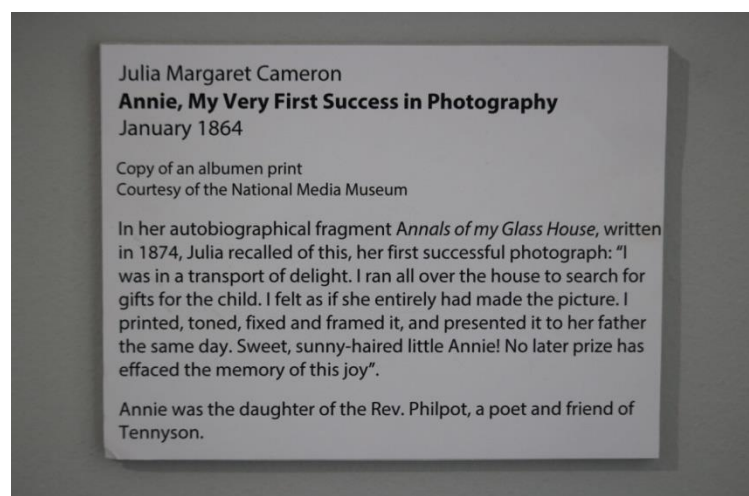 Julia Margaret Cameron
Annie, My Very First Success in Photography
January 1864
Copy of an albumen print
Courtesy of the National Media Museum
In her autobiographical fragment Annals of my Glass House, written
in 1874, Julia recalled of this, her first successful photograph: “I
was in a transport of delight. I ran all over the house to search for
gifts for the child. I felt as if she entirely had made the picture. I
printed, toned, fixed and framed it, and presented it to her father
the same day. Sweet, sunny-haired little Annie! No later prize has
effaced the memory of this joy”.
Annie was the daughter of the Rev. Philpot, a poet and friend of
Tennyson.